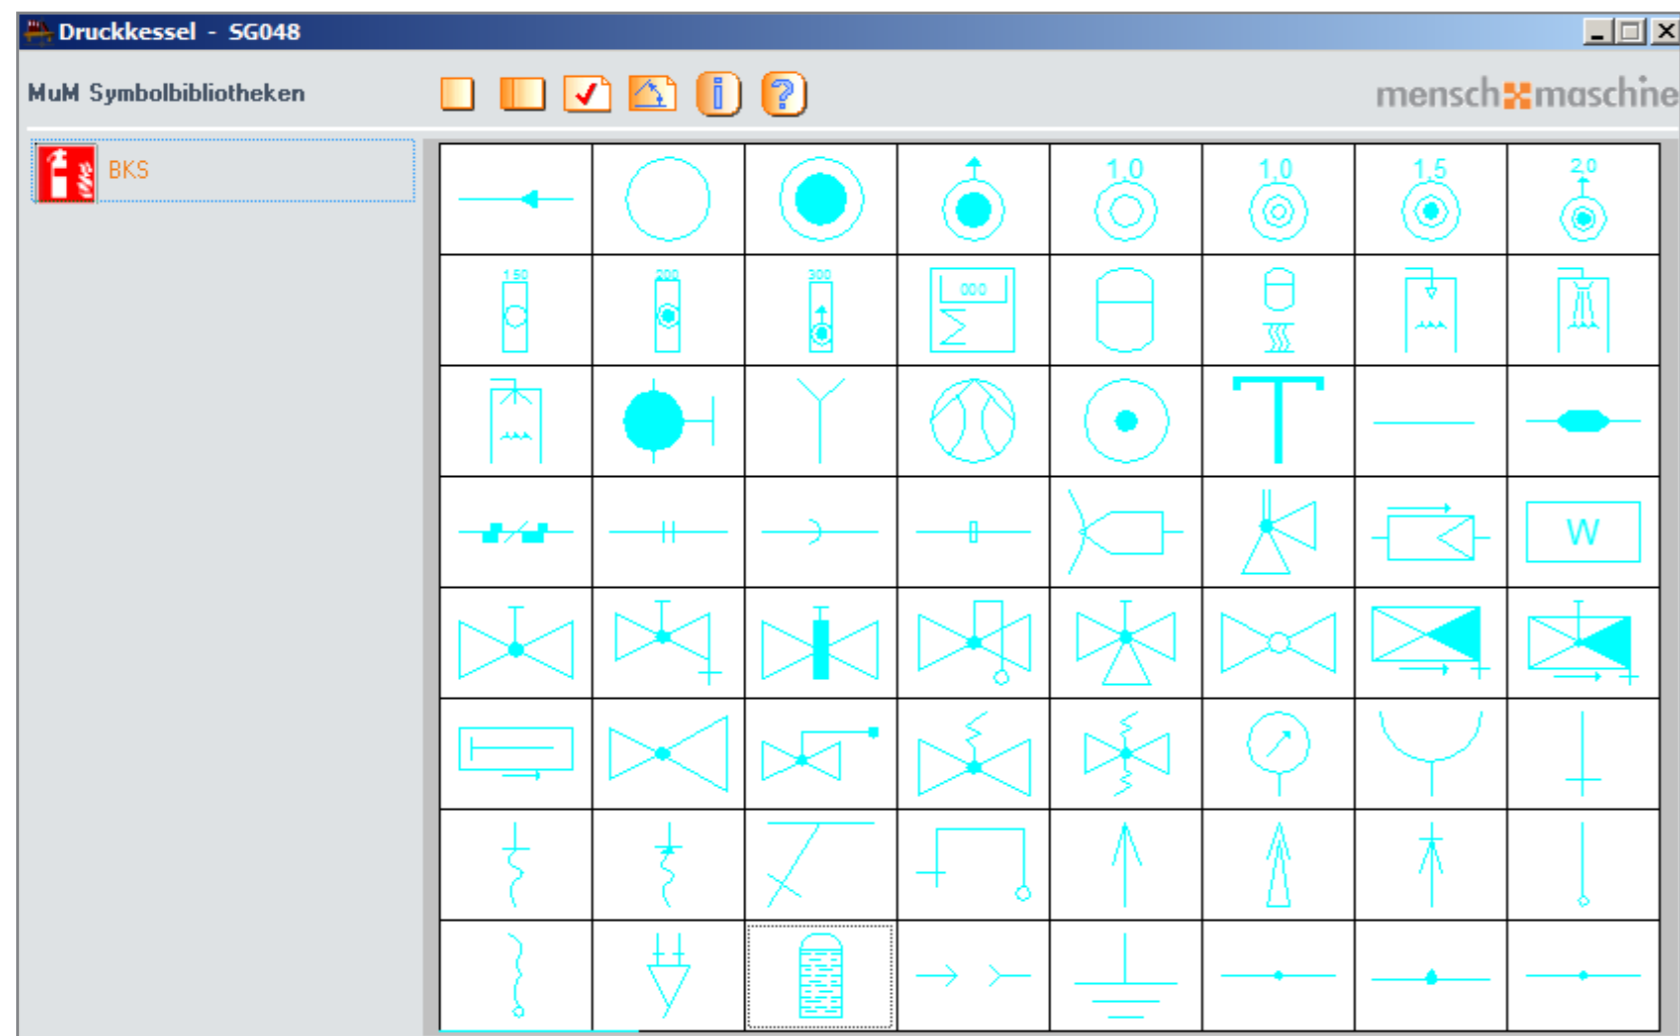 Druckkessel - SG048
MuM Symbolbibliotheken
i
?
mensch maschine
BKS
1,0
1,0
1,5
2,0
150
200
300
000
Σ
W